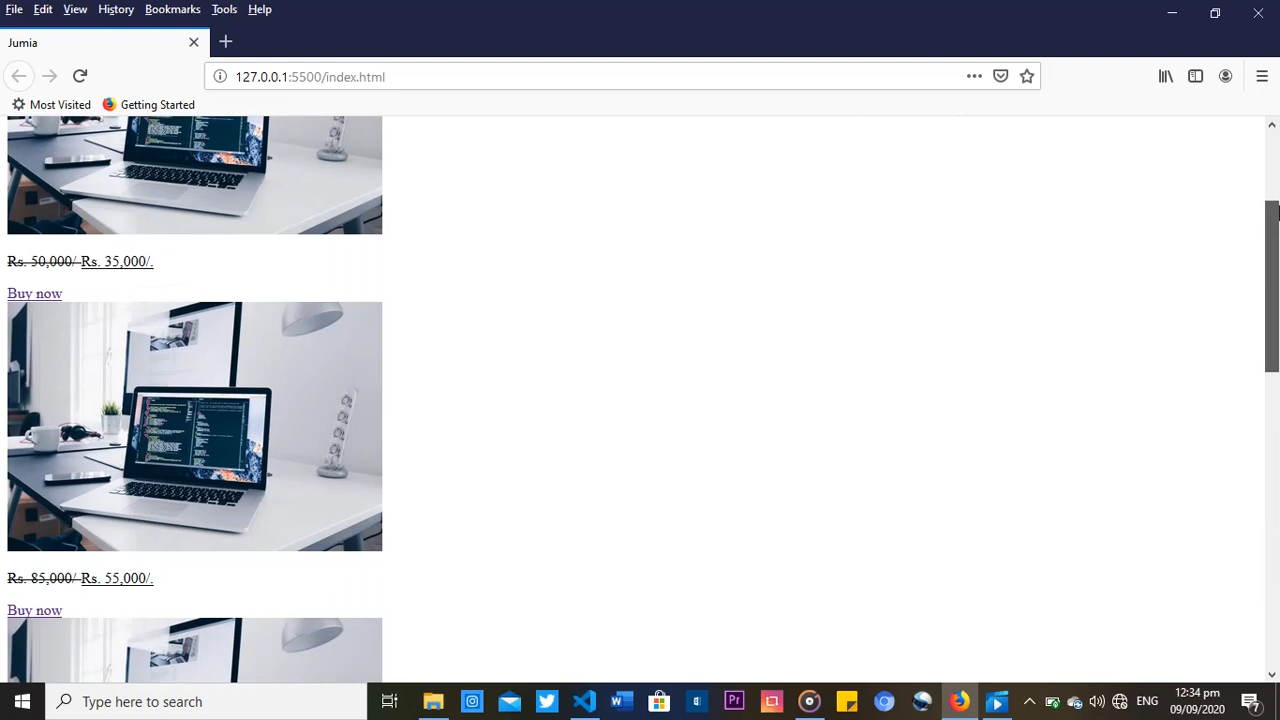 File Edit View History Bookmarks Tools Help
Jumia
127.0.0.1:5500/index.html
Most Visited Getting Started
Rs. 50,000/- Rs. 35,000/.
Buy now
Rs. 85,000/- Rs. 55,000/.
Buy now
Type here to search
ENG
12:34 pm
09/09/2020
7